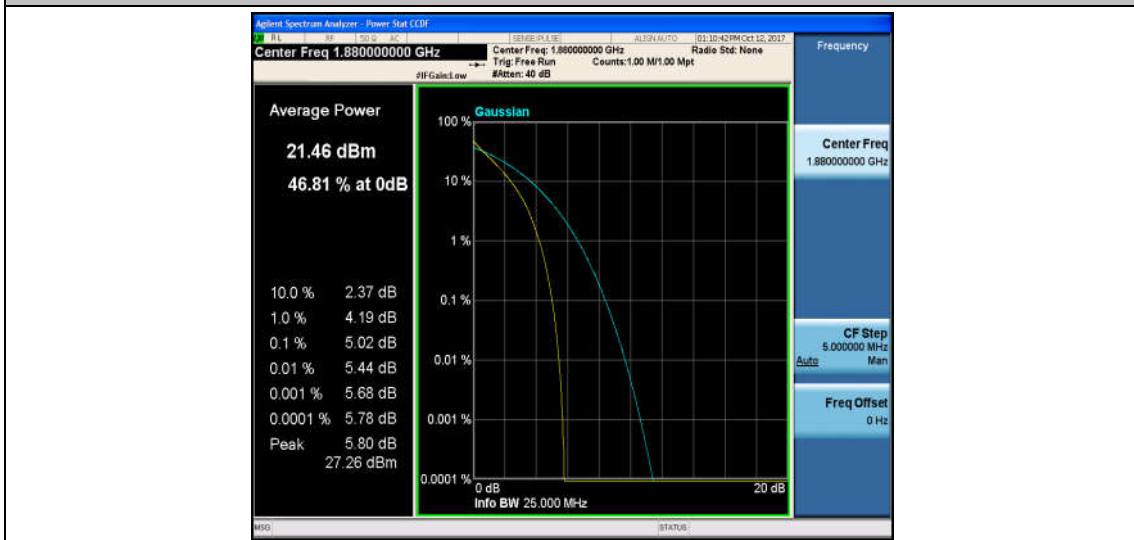 Agilent Spectrum Analyzer - Power Stat CCDF
RL RF 50 Ω AC SENSE:PULSE ALIGN AUTO 01:10:42 PM Oct 12, 2017
Center Freq 1.880000000 GHz
Center Freq: 1.880000000 GHz Radio Std: None
Trig: Free Run Counts:1.00 M/1.00 Mpt
#IFGain:Low #Atten: 40 dB
Frequency
Average Power
21.46 dBm
46.81 % at 0dB
10.0 % 2.37 dB
1.0 % 4.19 dB
0.1 % 5.02 dB
0.01 % 5.44 dB
0.001 % 5.68 dB
0.0001 % 5.78 dB
Peak 5.80 dB
27.26 dBm
Gaussian
100 %
10 %
1 %
0.1 %
0.01 %
0.001 %
0.0001 %
0 dB 20 dB
Info BW 25.000 MHz
Center Freq
1.880000000 GHz
CF Step
5.000000 MHz
Auto Man
Freq Offset
0 Hz
MSG STATUS